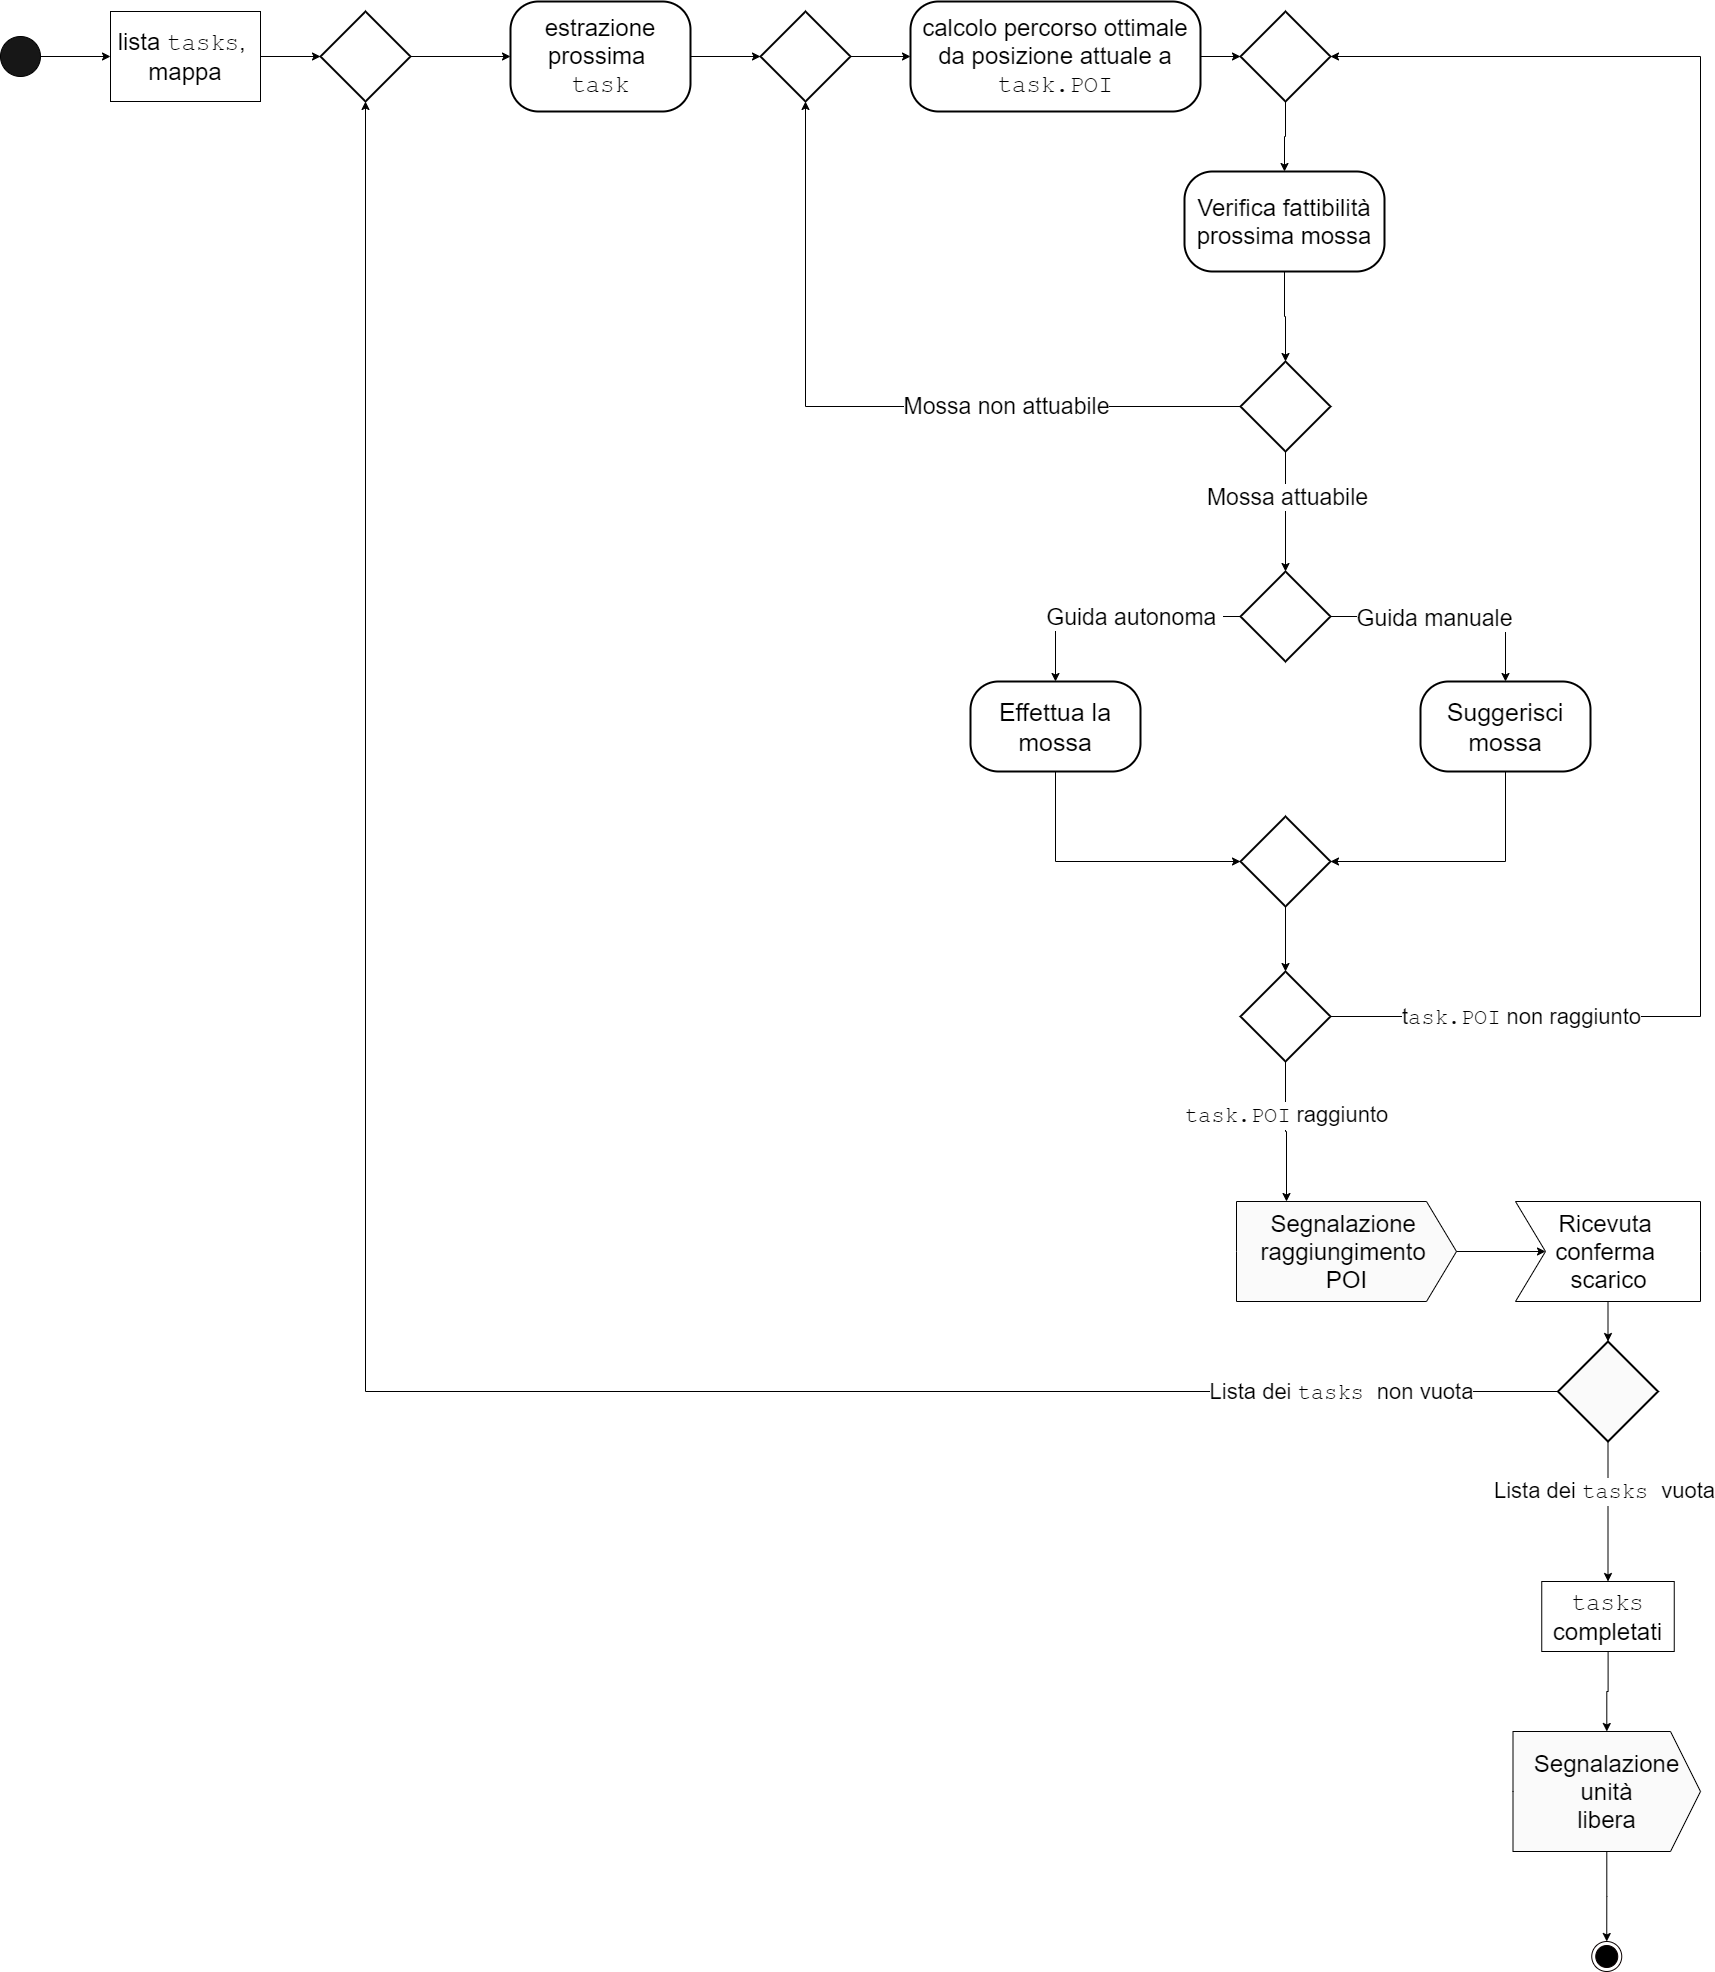 lista tasks,
mappa
estrazione
prossima
task
calcolo percorso ottimale
da posizione attuale a
task.POI
Verifica fattibilità
prossima mossa
Mossa non attuabile
Mossa attuabile
Guida autonoma
Guida manuale
Effettua la
mossa
Suggerisci
mossa
task.POI non raggiunto
task.POI raggiunto
Segnalazione
raggiungimento
POI
Ricevuta
conferma
scarico
Lista dei tasks non vuota
Lista dei tasks vuota
tasks
completati
Segnalazione
unità
libera